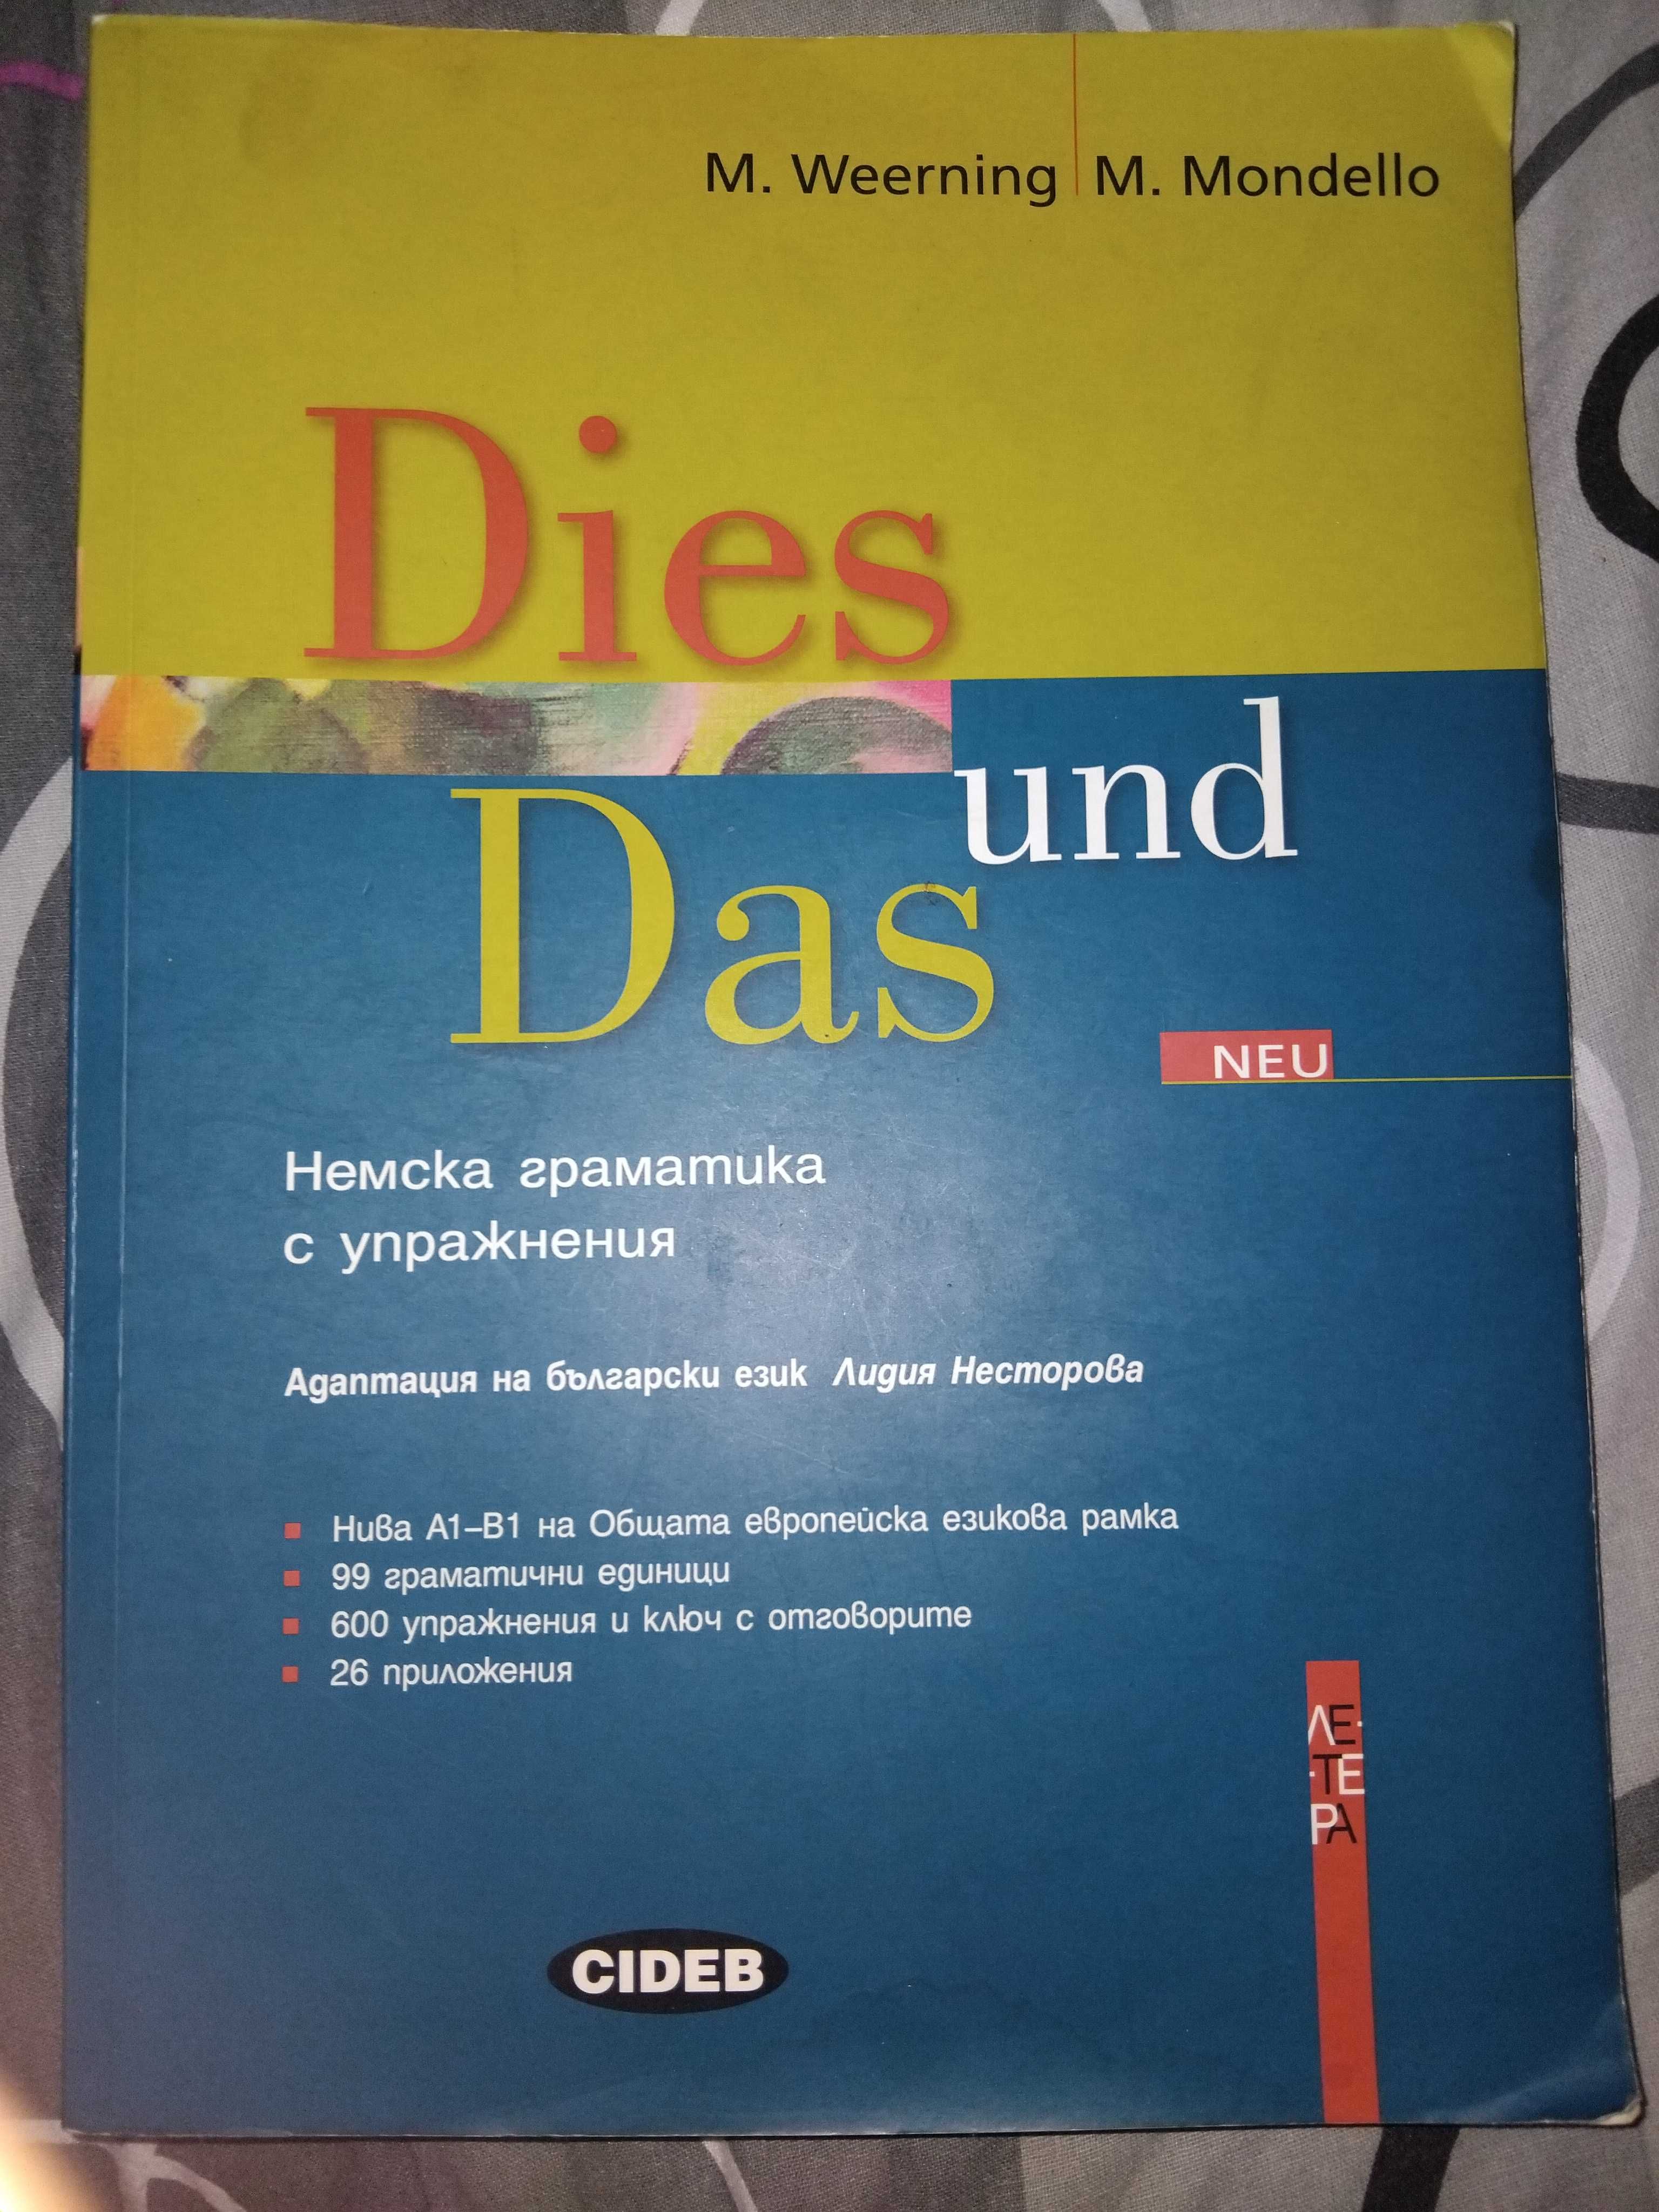 M. Weerning M. Mondello
Dies
und
Das
NEU
Немска граматика
с упражнения
Адаптация на български език Лидия Несторова
Нива А1–В1 на Общата европейска езикова рамка
99 граматични единици
600 упражнения и ключ с отговорите
26 приложения
ЛЕ·
·ТЕ
РА
CIDEB